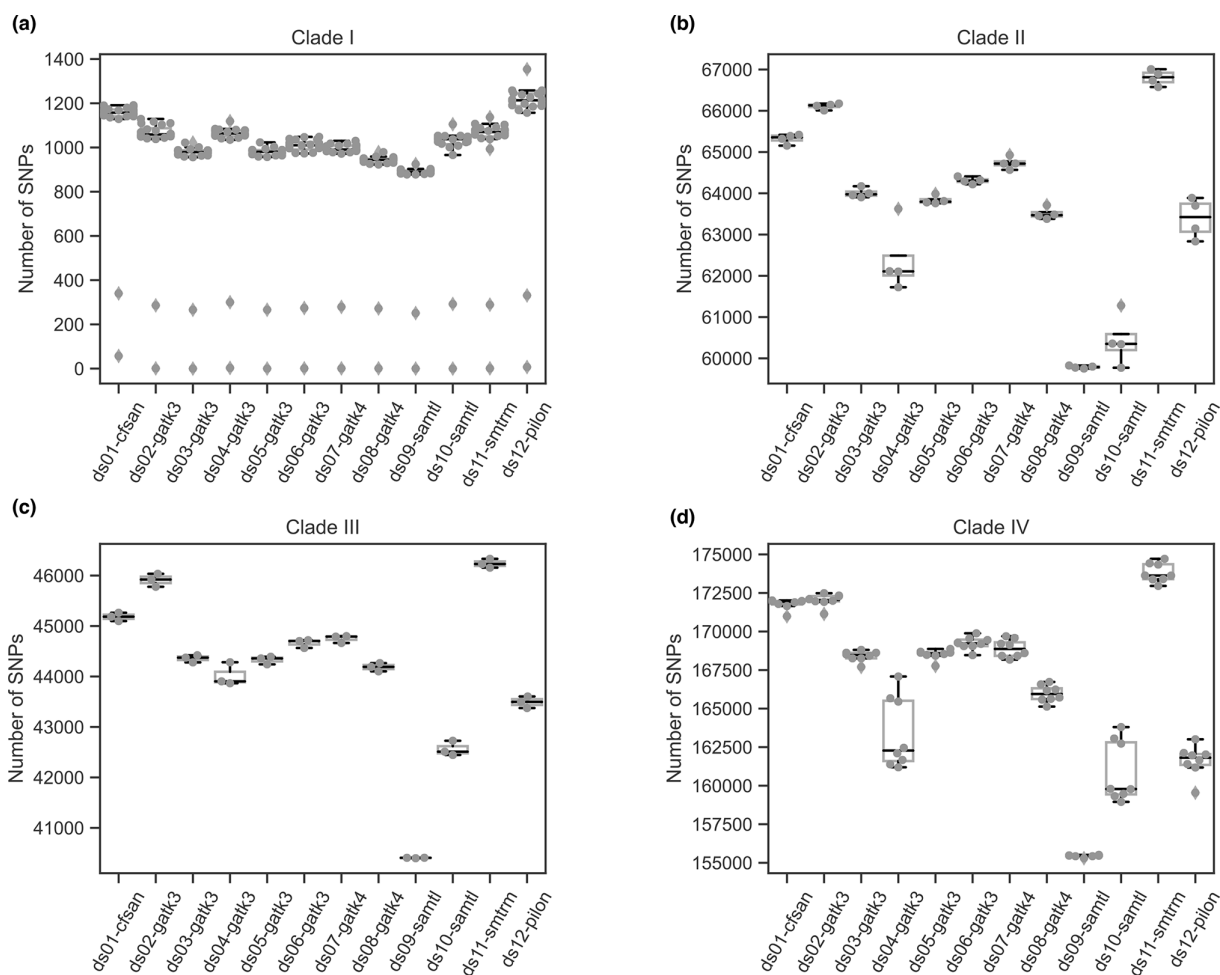 (a)
Clade I
Number of SNPs
1400
1200
1000
800
600
400
200
0
ds01-cfsan
ds02-gatk3
ds03-gatk3
ds04-gatk3
ds05-gatk3
ds06-gatk3
ds07-gatk4
ds08-gatk4
ds09-samtl
ds10-samtl
ds11-smtrm
ds12-pilon
(b)
Clade II
Number of SNPs
67000
66000
65000
64000
63000
62000
61000
60000
ds01-cfsan
ds02-gatk3
ds03-gatk3
ds04-gatk3
ds05-gatk3
ds06-gatk3
ds07-gatk4
ds08-gatk4
ds09-samtl
ds10-samtl
ds11-smtrm
ds12-pilon
(c)
Clade III
Number of SNPs
46000
45000
44000
43000
42000
41000
ds01-cfsan
ds02-gatk3
ds03-gatk3
ds04-gatk3
ds05-gatk3
ds06-gatk3
ds07-gatk4
ds08-gatk4
ds09-samtl
ds10-samtl
ds11-smtrm
ds12-pilon
(d)
Clade IV
Number of SNPs
175000
172500
170000
167500
165000
162500
160000
157500
155000
ds01-cfsan
ds02-gatk3
ds03-gatk3
ds04-gatk3
ds05-gatk3
ds06-gatk3
ds07-gatk4
ds08-gatk4
ds09-samtl
ds10-samtl
ds11-smtrm
ds12-pilon